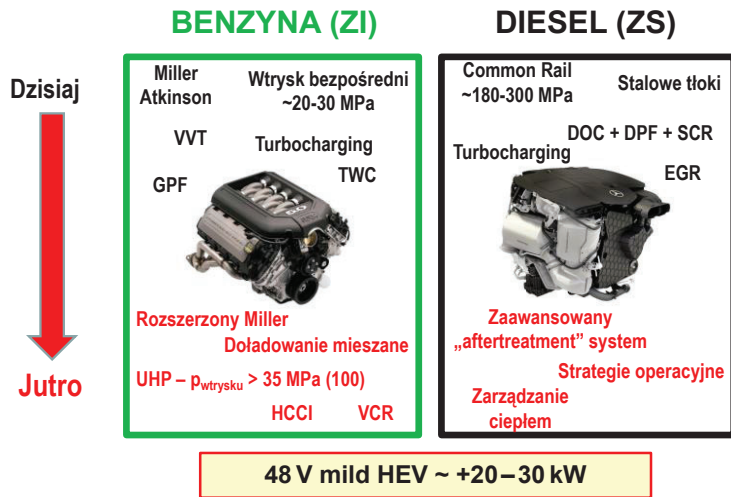 BENZYNA (ZI)
DIESEL (ZS)
Dzisiaj
Miller
Atkinson
Wtrysk bezpośredni
~20-30 MPa
VVT
Turbocharging
GPF
TWC
Common Rail
~180-300 MPa
Stalowe tłoki
DOC + DPF + SCR
Turbocharging
EGR
Rozszerzony Miller
Doładowanie mieszane
UHP – pwtrysku > 35 MPa (100)
HCCI
VCR
Zaawansowany
„aftertreatment” system
Strategie operacyjne
Zarządzanie
ciepłem
Jutro
48 V mild HEV ~ +20–30 kW